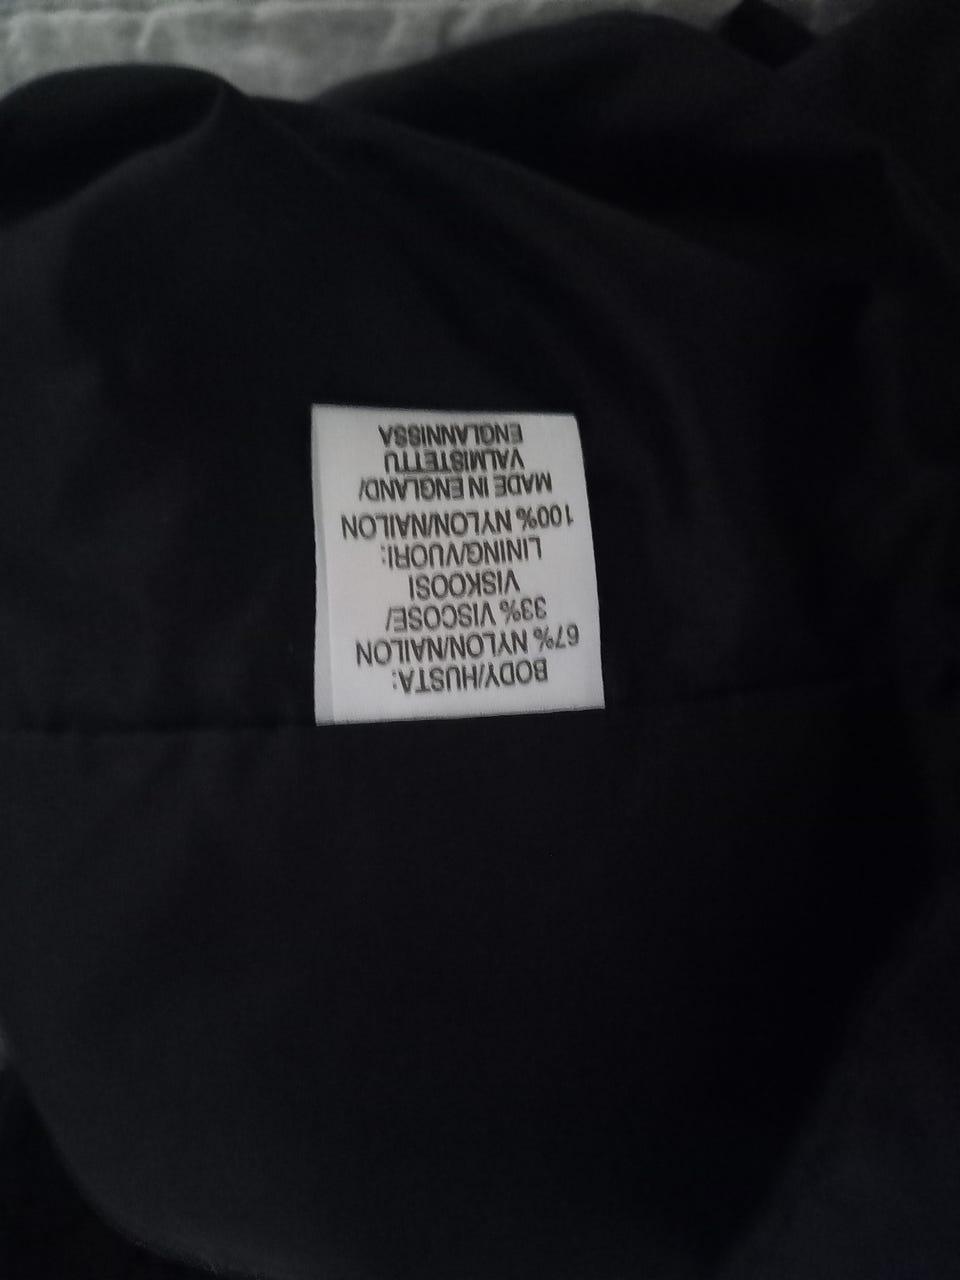 BODY/HUSTA:
67% NYLON/NAILON
33% VISCOSE/
VISKOOSI
LINING/VUORI:
100% NYLON/NAILON
MADE IN ENGLAND/
VALMISTETTU
ENGLANNISSA